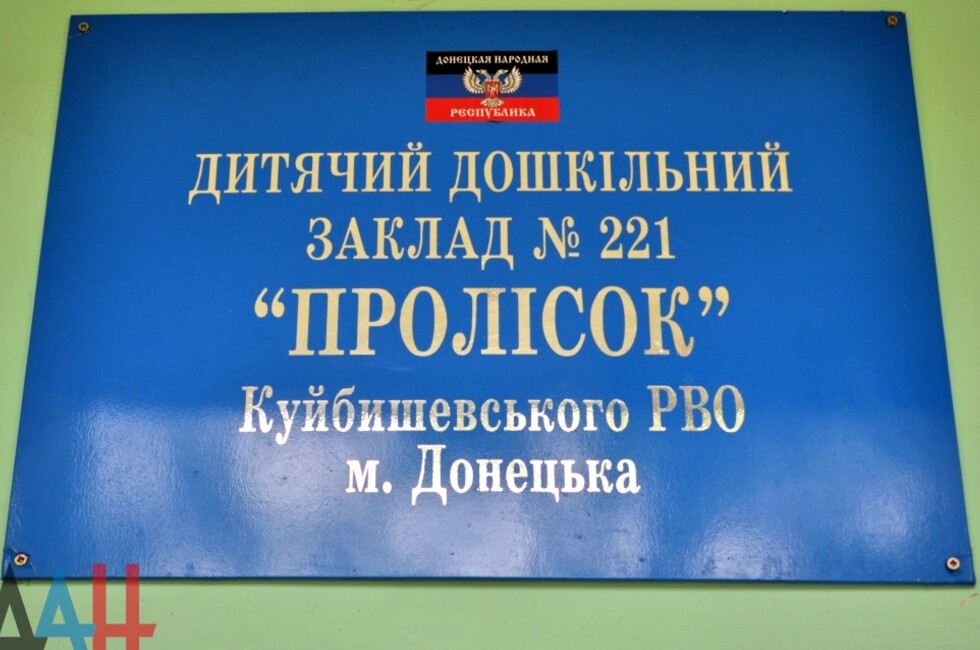 ДОНЕЦКАЯ НАРОДНАЯ
РЕСПУБЛИКА
ДИТЯЧИЙ ДОШКІЛЬНИЙ
ЗАКЛАД № 221
“ПРОЛІСОК”
Куйбишевського РВО
м. Донецька
ДАН